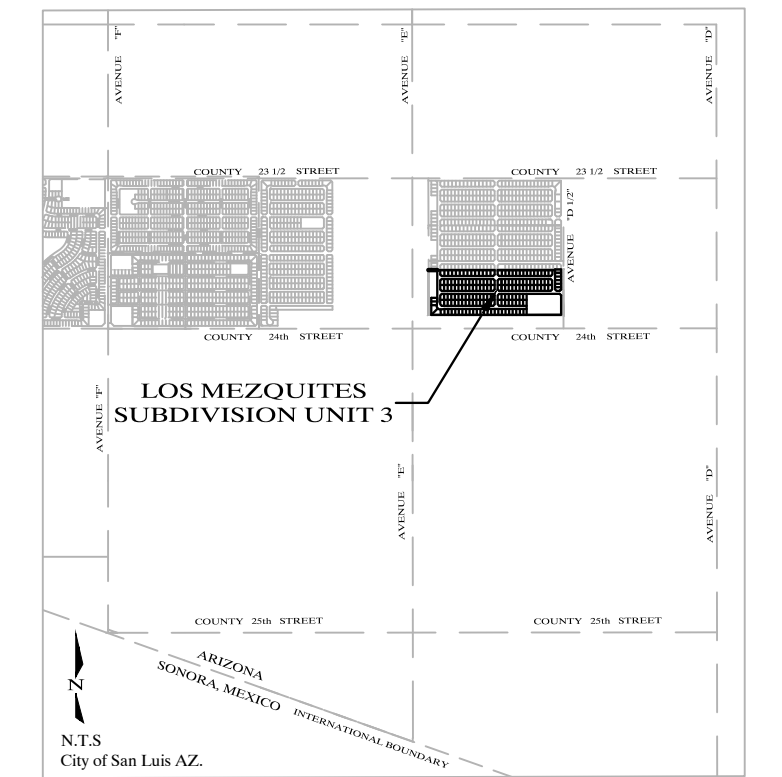 AVENUE "F"
AVENUE "E"
AVENUE "D"
COUNTY 23 1/2 STREET
COUNTY 23 1/2 STREET
AVENUE "D 1/2"
COUNTY 24th STREET
COUNTY 24th STREET
LOS MEZQUITES
SUBDIVISION UNIT 3
AVENUE "F"
AVENUE "E"
AVENUE "D"
COUNTY 25th STREET
COUNTY 25th STREET
ARIZONA
SONORA, MEXICO
INTERNATIONAL BOUNDARY
N
N.T.S
City of San Luis AZ.